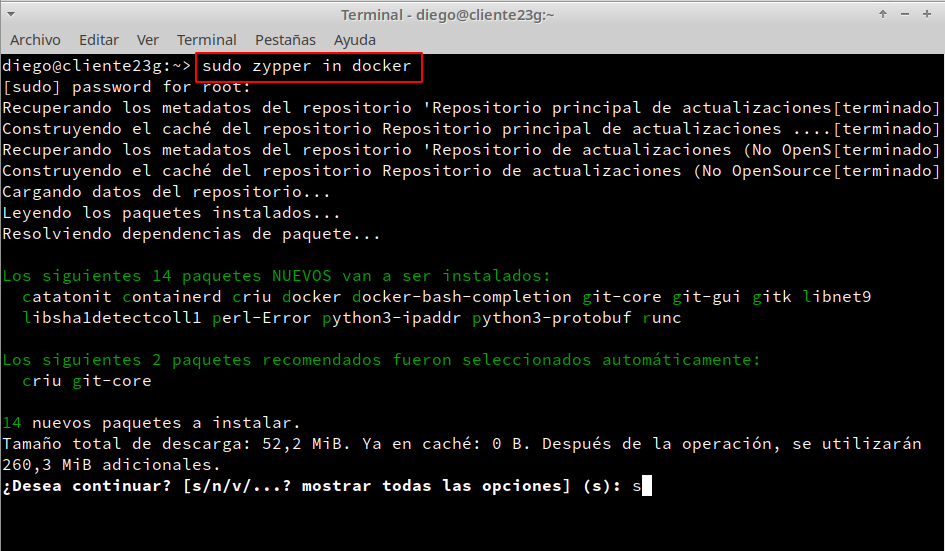 Terminal - diego@cliente23g:~
Archivo Editar Ver Terminal Pestañas Ayuda
diego@cliente23g:~> sudo zypper in docker
[sudo] password for root:
Recuperando los metadatos del repositorio 'Repositorio principal de actualizaciones[terminado]
Construyendo el caché del repositorio Repositorio principal de actualizaciones ....[terminado]
Recuperando los metadatos del repositorio 'Repositorio de actualizaciones (No OpenS[terminado]
Construyendo el caché del repositorio Repositorio de actualizaciones (No OpenSource[terminado]
Cargando datos del repositorio...
Leyendo los paquetes instalados...
Resolviendo dependencias de paquete...
Los siguientes 14 paquetes NUEVOS van a ser instalados:
catatonit containerd criu docker docker-bash-completion git-core git-gui gitk libnet9
libsha1detectcoll1 perl-Error python3-ipaddr python3-protobuf runc
Los siguientes 2 paquetes recomendados fueron seleccionados automáticamente:
criu git-core
14 nuevos paquetes a instalar.
Tamaño total de descarga: 52,2 MiB. Ya en caché: 0 B. Después de la operación, se utilizarán
260,3 MiB adicionales.
¿Desea continuar? [s/n/v/...? mostrar todas las opciones] (s): s